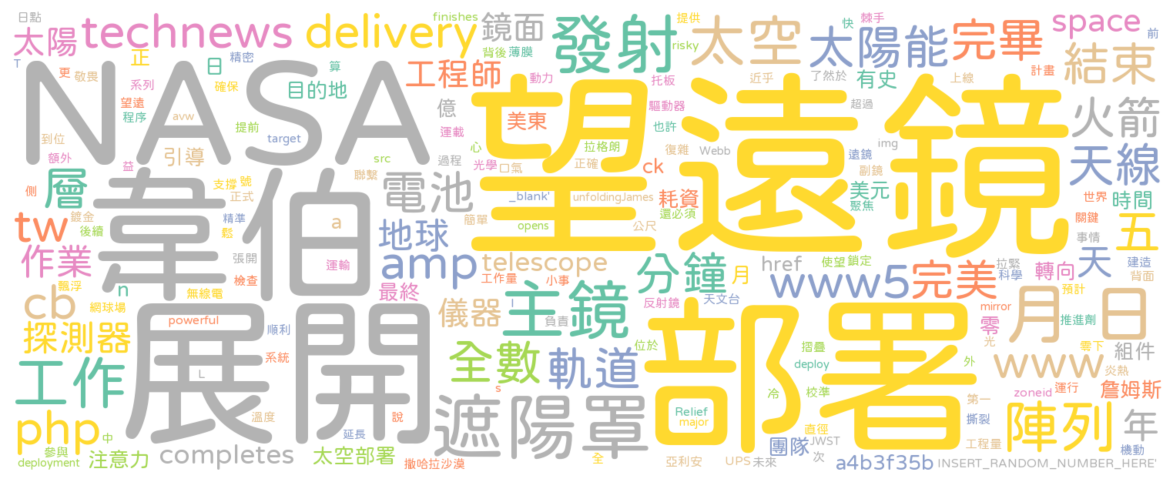 日點
太陽
technews
delivery
finishes
鏡面
發射
提供
太空
risky
太陽能
快
棘手
完畢
space
前
T
更
敬畏
精密
正
日
算
背後
薄膜
工程師
近乎
了然於
有史
上線
計畫
結束
系列
確保
目的地
億
動力
托板
望遠
程序
avw
提前
運載
美東
驅動器
超過
火箭
NASA
望遠鏡
到位
target
心
也許
額外
引導
src
過程
光學
口氣
拉格朗
正確
復雜
Webb
遠鏡
img
天線
益
側
層
支撐
號
聯繫
電池
ck
副鏡
韋伯
正式
_blank'
unfoldingJames
耗資
美元
聚焦
世界
時間
鍍金
後續
精準
鬆
a
簡單
opens
公尺
還必須
關鍵
五
tw
張開
地球
分鐘
月
使望
鎖定
事情
建造
作業
運輸
檢查
amp
telescope
href
www5
完美
拉緊
科學
轉向
天
背面
飄浮
n
最終
工作量
小事
反射鏡
天文台
預計
cb
網球場
無線電
儀器
I
負責
主鏡
mirror
零
推進劑
月
日
探測器
powerful
順利
展開
部署
位於
摺疊
光
零下
組件
工作
L
系統
全數
軌道
deploy
外
www
炎熱
s
冷
校準
zoneid
運行
詹姆斯
php
溫度
說
遮陽罩
Relief
major
直徑
第一
撕裂
陣列
年
中
參與
延長
團隊
JWST
工程量
機動
deployment
注意力
completes
太空部署
撒哈拉沙漠
全
亞利安
UPS
未來
次
a4b3f35b
INSERT_RANDOM_NUMBER_HERE'